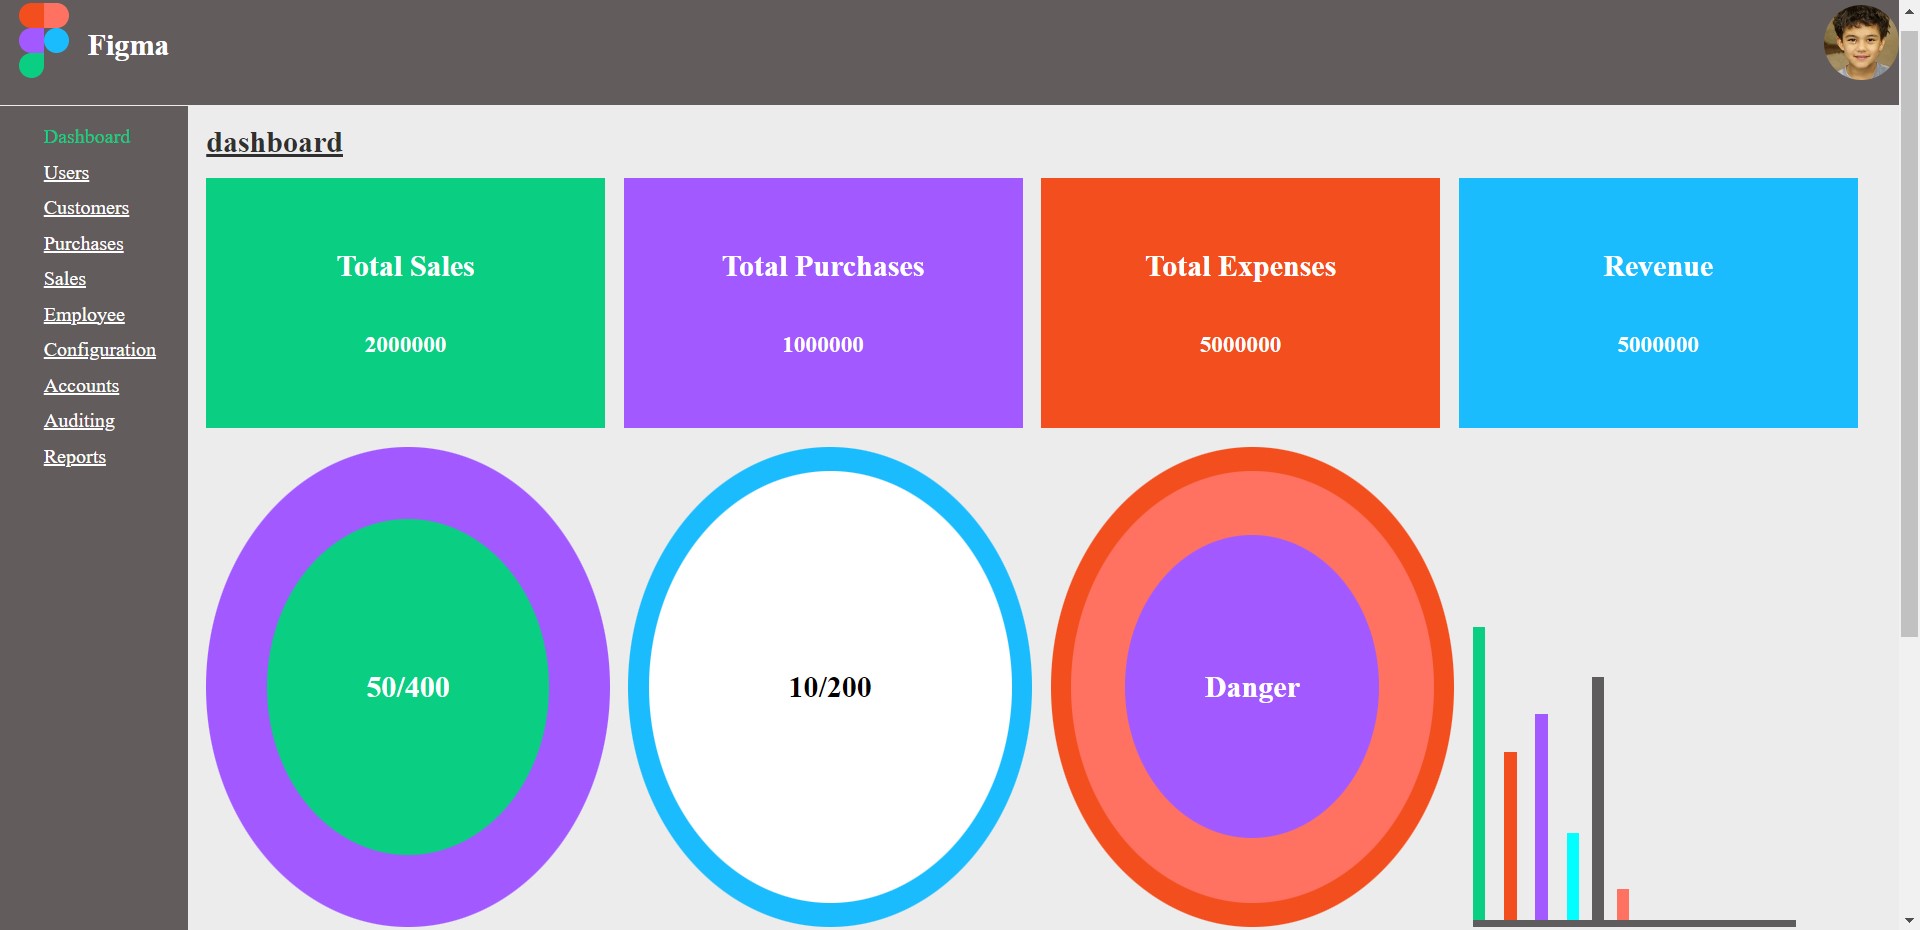 Figma
Dashboard
Users
Customers
Purchases
Sales
Employee
Configuration
Accounts
Auditing
Reports
dashboard
Total Sales
2000000
Total Purchases
1000000
Total Expenses
5000000
Revenue
5000000
50/400
10/200
Danger